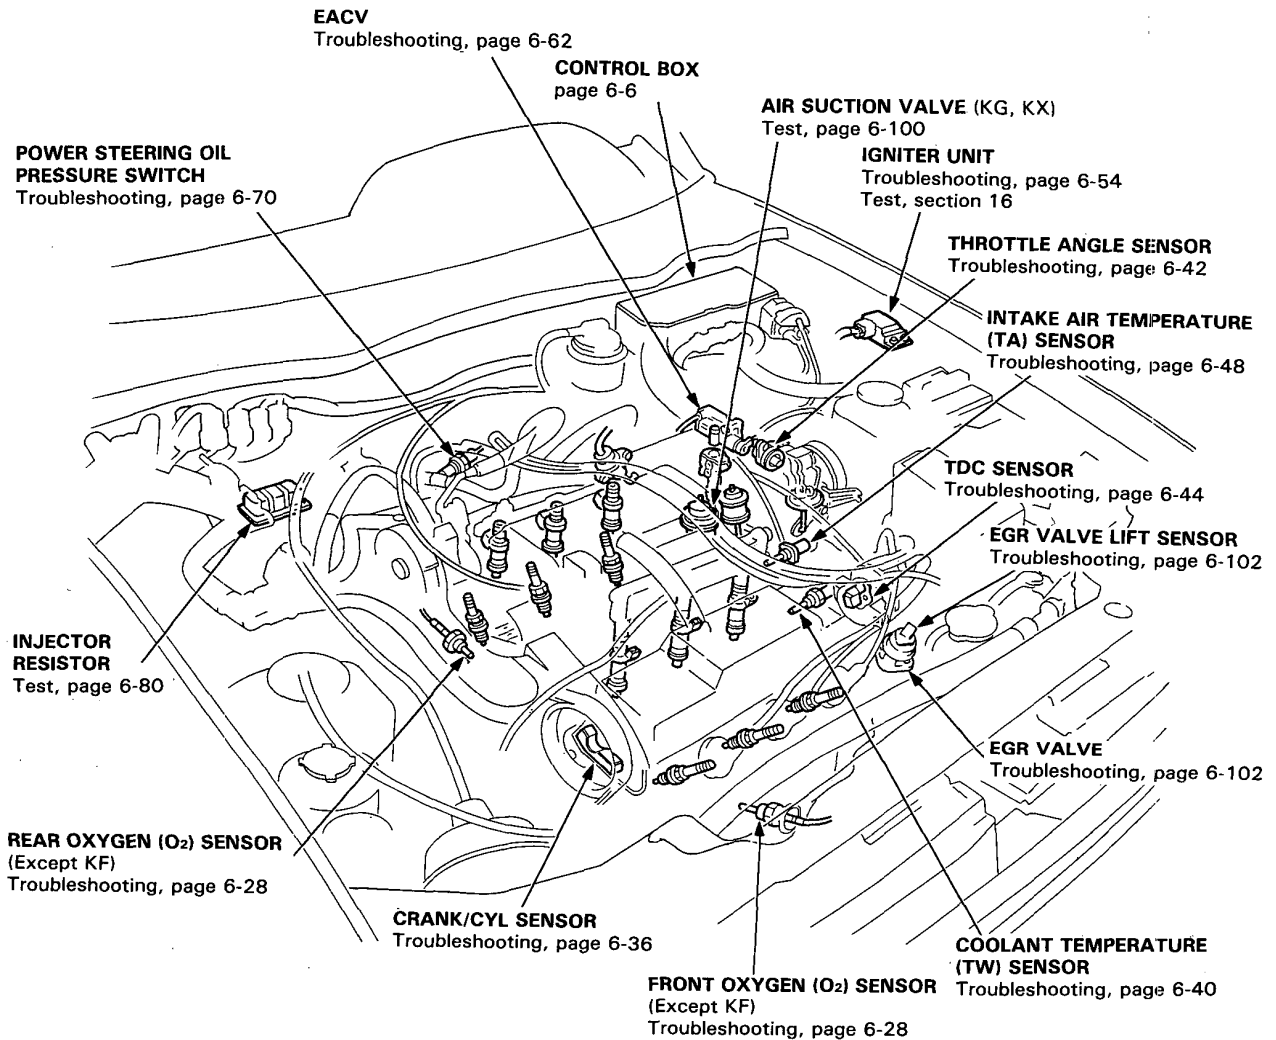 EACV
Troubleshooting, page 6-62
CONTROL BOX
page 6-6
AIR SUCTION VALVE (KG, KX)
Test, page 6-100
IGNITER UNIT
Troubleshooting, page 6-54
Test, section 16
POWER STEERING OIL
PRESSURE SWITCH
Troubleshooting, page 6-70
THROTTLE ANGLE SENSOR
Troubleshooting, page 6-42
INTAKE AIR TEMPERATURE
(TA) SENSOR
Troubleshooting, page 6-48
TDC SENSOR
Troubleshooting, page 6-44
EGR VALVE LIFT SENSOR
Troubleshooting, page 6-102
INJECTOR
RESISTOR
Test, page 6-80
EGR VALVE
Troubleshooting, page 6-102
REAR OXYGEN (O2) SENSOR
(Except KF)
Troubleshooting, page 6-28
CRANK/CYL SENSOR
Troubleshooting, page 6-36
FRONT OXYGEN (O2) SENSOR
(Except KF)
Troubleshooting, page 6-28
COOLANT TEMPERATURE
(TW) SENSOR
Troubleshooting, page 6-40